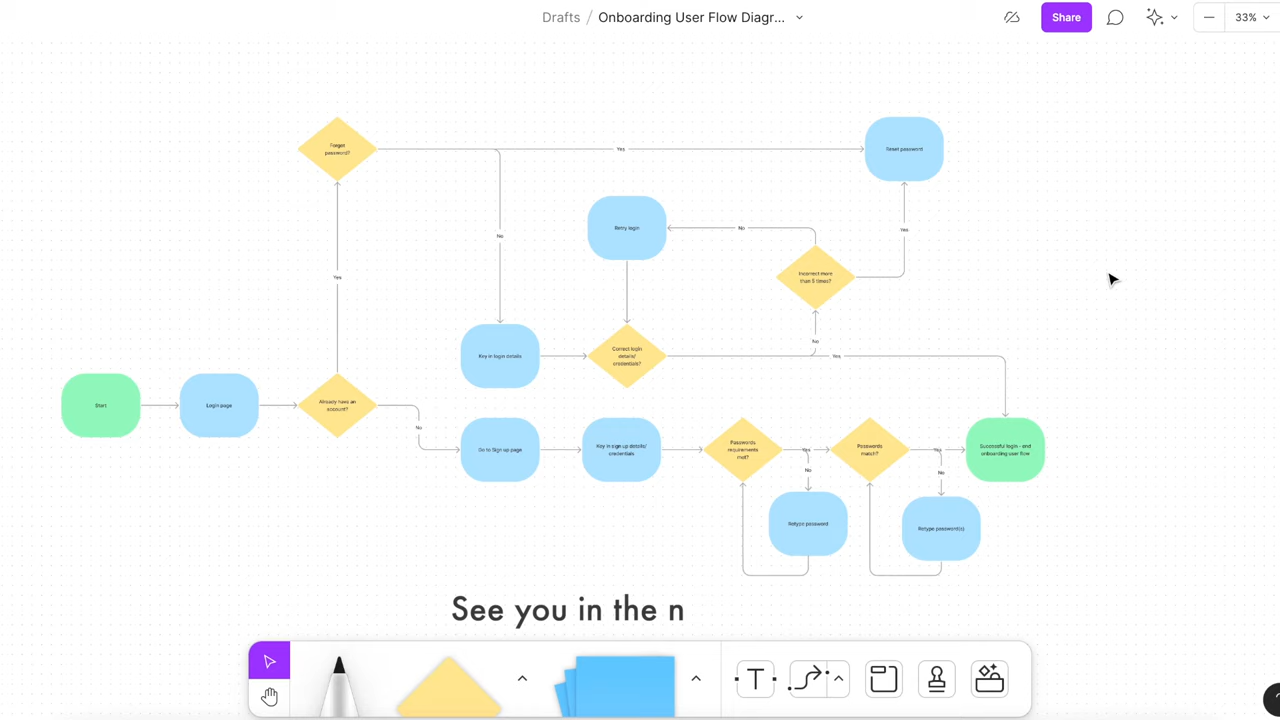 Drafts / Onboarding User Flow Diagr...
Share
33%
Forgot
password?
Yes
Reset password
No
Retry login
No
Yes
Incorrect more
than 5 times?
Yes
Key in login details
Correct login
details/
credentials?
No
Yes
Start
Login page
Already have an
account?
No
Go to Sign up page
Key in sign up details/
credentials
Passwords
requirements
met?
Yes
No
Passwords
match?
Yes
No
Successful login - end
onboarding user flow
Retype password
Retype password(s)
See you in the n
T